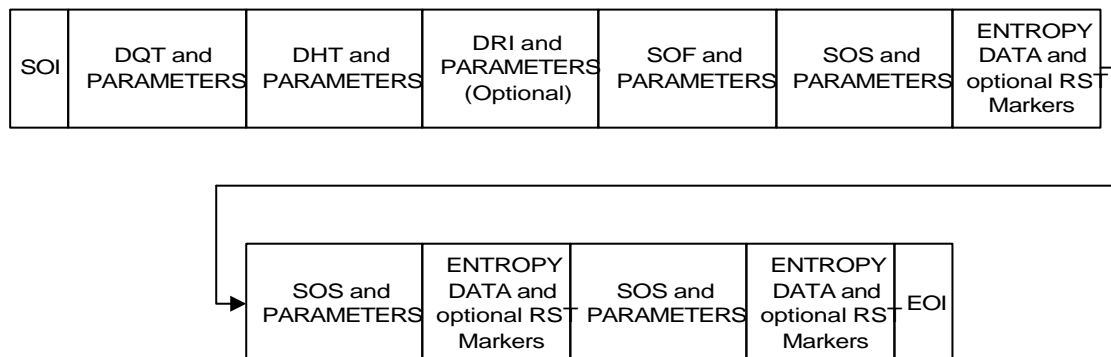 SOI
DQT and
PARAMETERS
DHT and
PARAMETERS
DRI and
PARAMETERS
(Optional)
SOF and
PARAMETERS
SOS and
PARAMETERS
ENTROPY
DATA and
optional RST
Markers
SOS and
PARAMETERS
ENTROPY
DATA and
optional RST
Markers
SOS and
PARAMETERS
ENTROPY
DATA and
optional RST
Markers
EOI